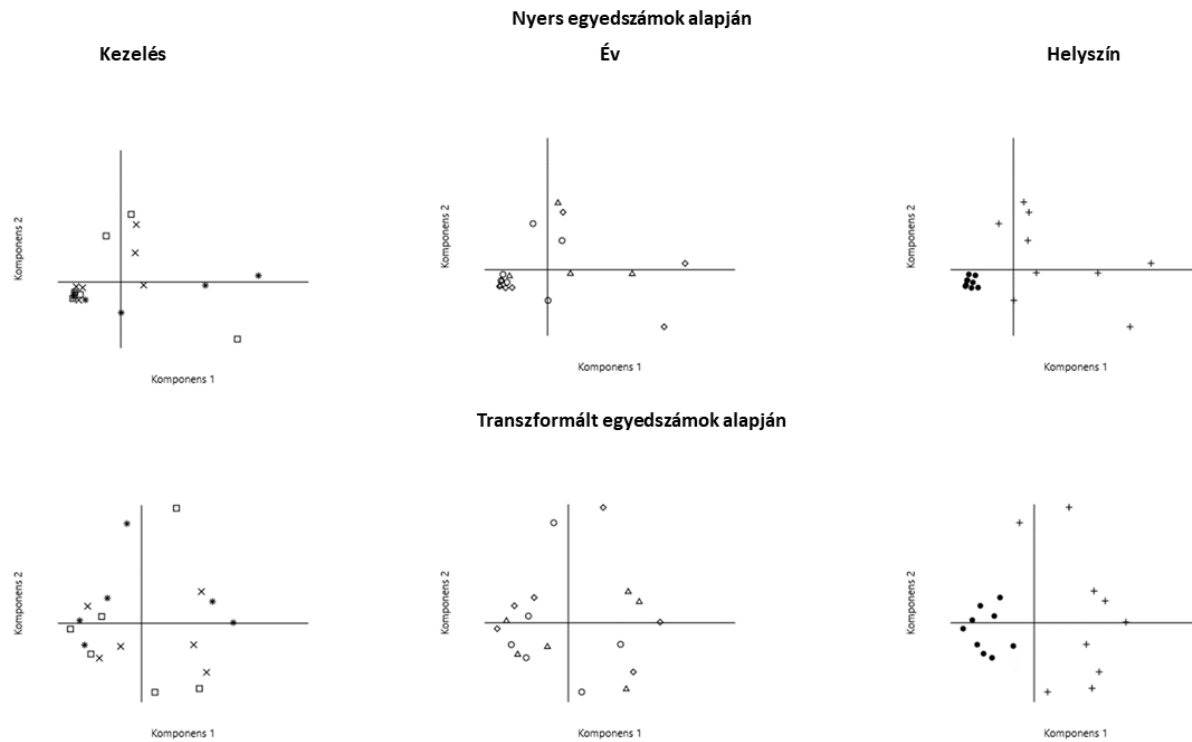 Nyers egyedszámok alapján
Kezelés
Év
Helyszín
Komponens 2
Komponens 2
Komponens 2
Komponens 1
Komponens 1
Komponens 1
Transzformált egyedszámok alapján
Komponens 2
Komponens 2
Komponens 2
Komponens 1
Komponens 1
Komponens 1